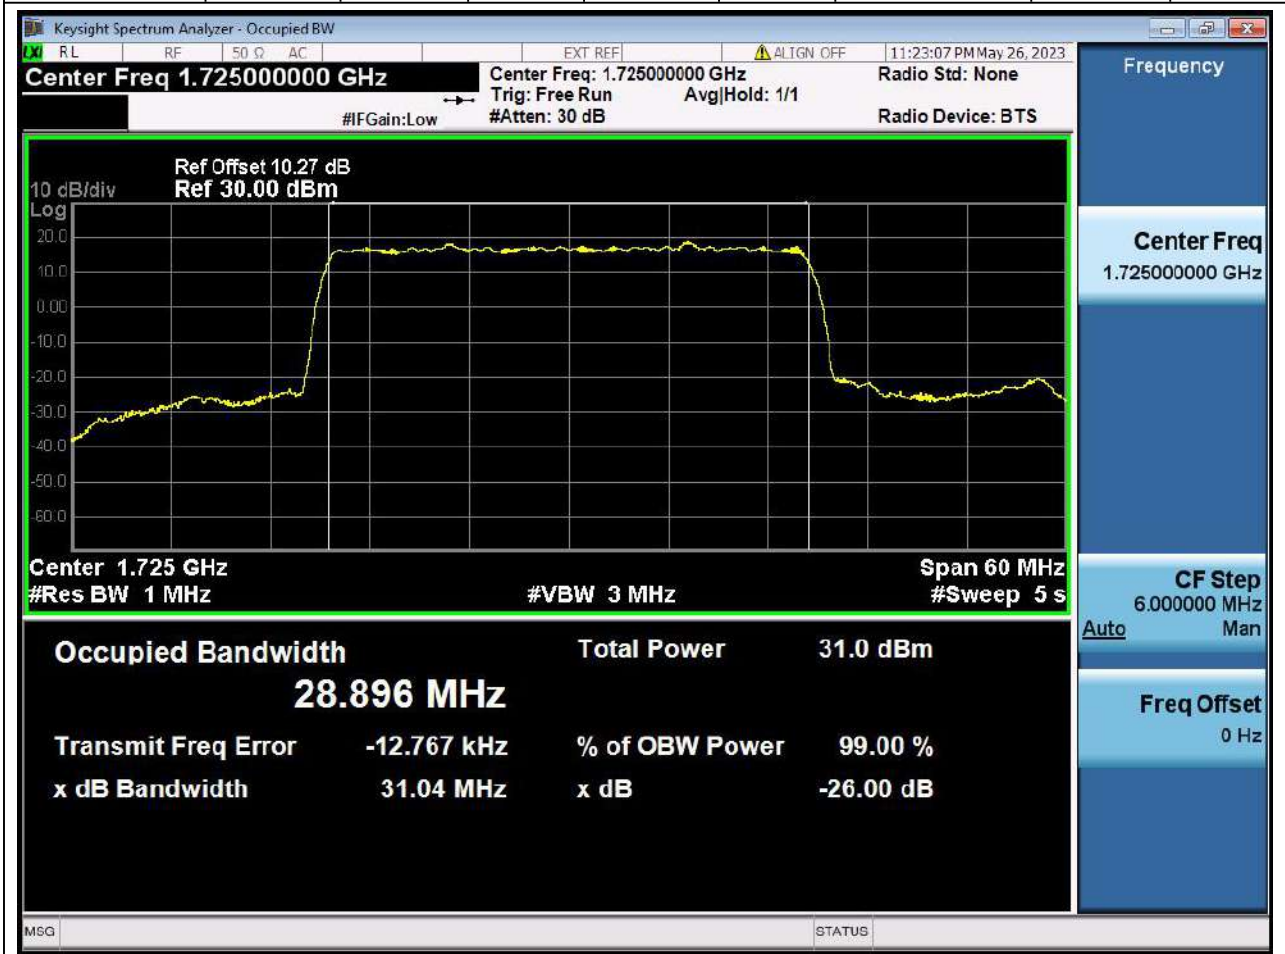 Keysight Spectrum Analyzer - Occupied BW
LXI RL RF 50 Ω AC EXT REF ALIGN OFF 11:23:07 PM May 26, 2023
Center Freq 1.725000000 GHz
Center Freq: 1.725000000 GHz
Radio Std: None
Trig: Free Run Avg|Hold: 1/1
#IFGain:Low
#Atten: 30 dB
Radio Device: BTS
Frequency
Ref Offset 10.27 dB
10 dB/div Ref 30.00 dBm
Log
20.0
10.0
0.00
-10.0
-20.0
-30.0
-40.0
-50.0
-60.0
Center 1.725 GHz
Span 60 MHz
#Res BW 1 MHz
#VBW 3 MHz
#Sweep 5 s
Center Freq
1.725000000 GHz
CF Step
6.000000 MHz
Auto Man
Freq Offset
0 Hz
Occupied Bandwidth
28.896 MHz
Total Power 31.0 dBm
Transmit Freq Error -12.767 kHz
% of OBW Power 99.00 %
x dB Bandwidth 31.04 MHz
x dB -26.00 dB
MSG
STATUS